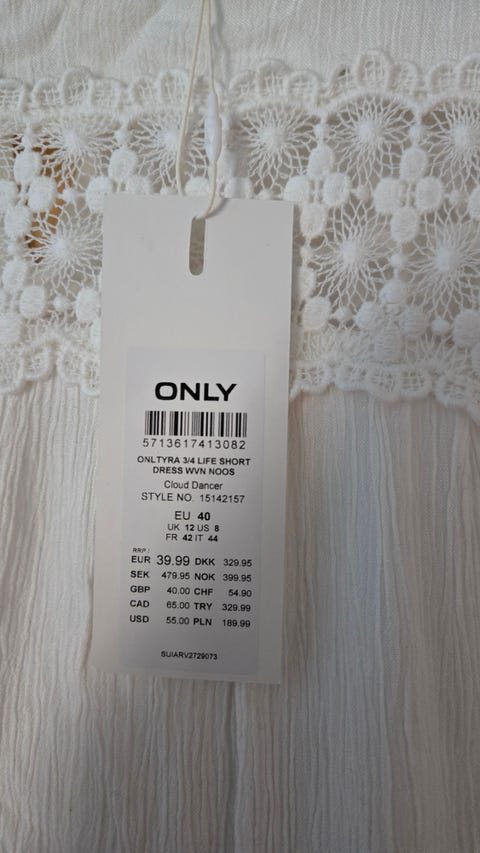 ONLY
5713617413082
ONLTYRA 3/4 LIFE SHORT
DRESS WVN NOOS
Cloud Dancer
STYLE NO. 15142157
EU 40
UK 12 US 8
FR 42 IT 44
RRP:
EUR 39.99 DKK 329.95
SEK 479.95 NOK 399.95
GBP 40.00 CHF 54.90
CAD 65.00 TRY 329.99
USD 55.00 PLN 189.99
SUIARV2729073